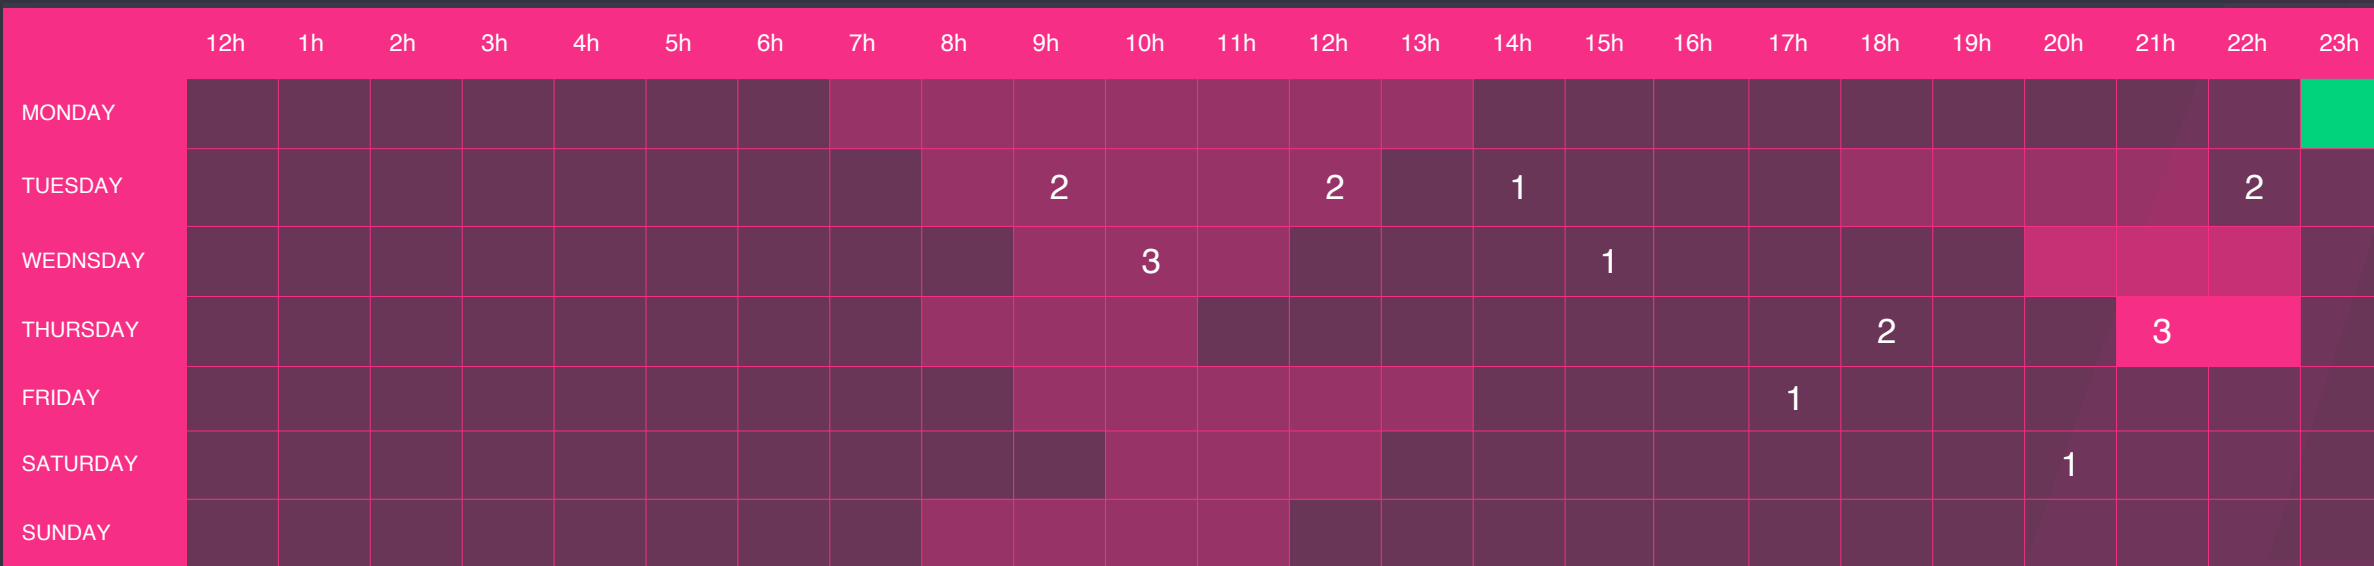 12h 1h 2h 3h 4h 5h 6h 7h 8h 9h 10h 11h 12h 13h 14h 15h 16h 17h 18h 19h 20h 21h 22h 23h
MONDAY
TUESDAY 2 2 1 2
WEDNSDAY 3 1
THURSDAY 2 3
FRIDAY 1
SATURDAY 1
SUNDAY